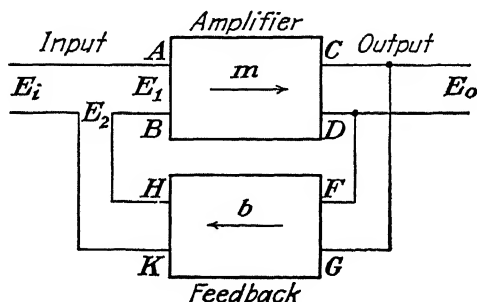 Amplifier
Input A C Output
m
E_i E_1 E_o
E_2 B D
H F
b
K G
Feedback